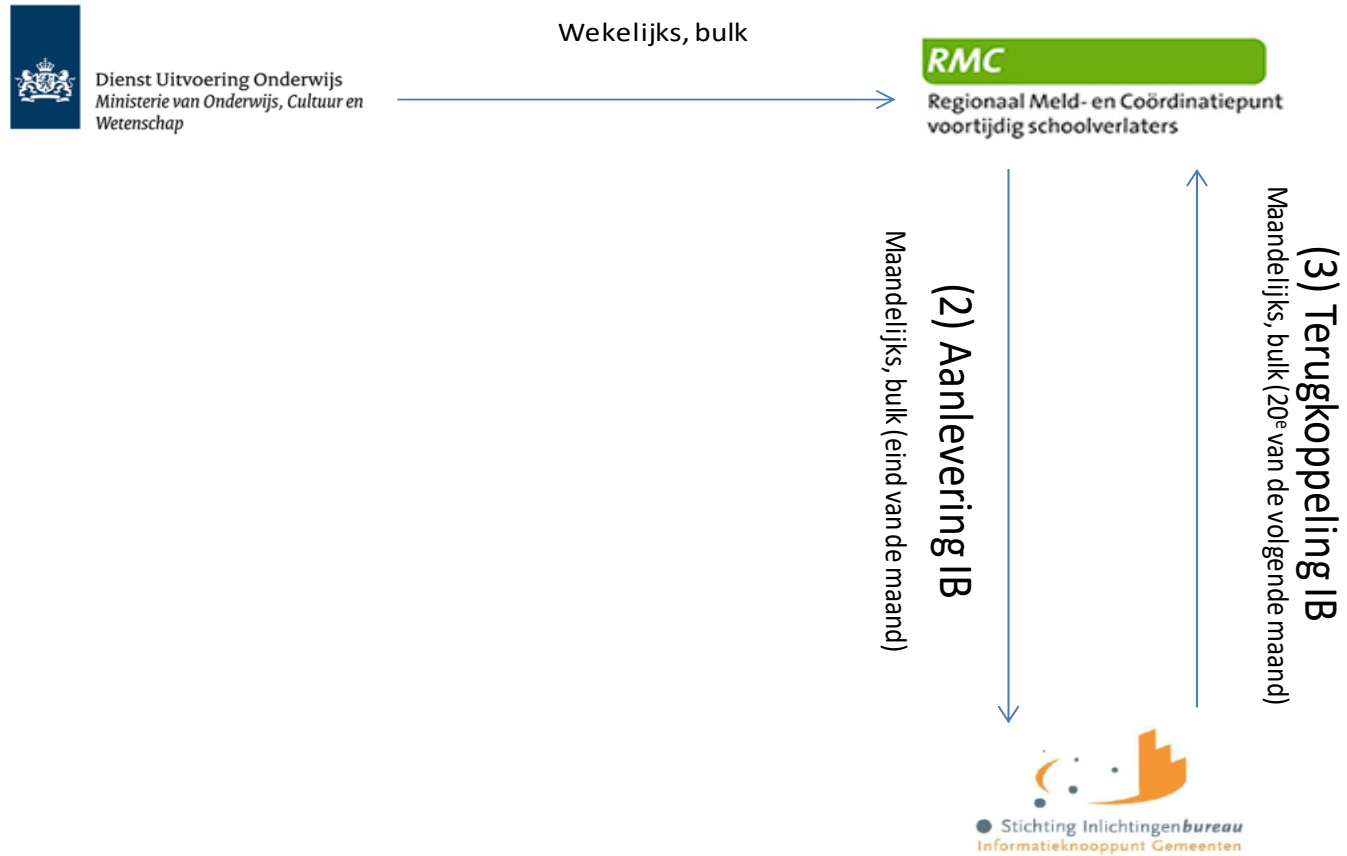 Wekelijks, bulk
Dienst Uitvoering Onderwijs
Ministerie van Onderwijs, Cultuur en
Wetenschap
RMC
Regionaal Meld- en Coördinatiepunt
voortijdig schoolverlaters
(2) Aanlevering IB
Maandelijks, bulk (eind van de maand)
(3) Terugkoppeling IB
Maandelijks, bulk (20e van de volgende maand)
Stichting Inlichtingenbureau
Informatieknooppunt Gemeenten